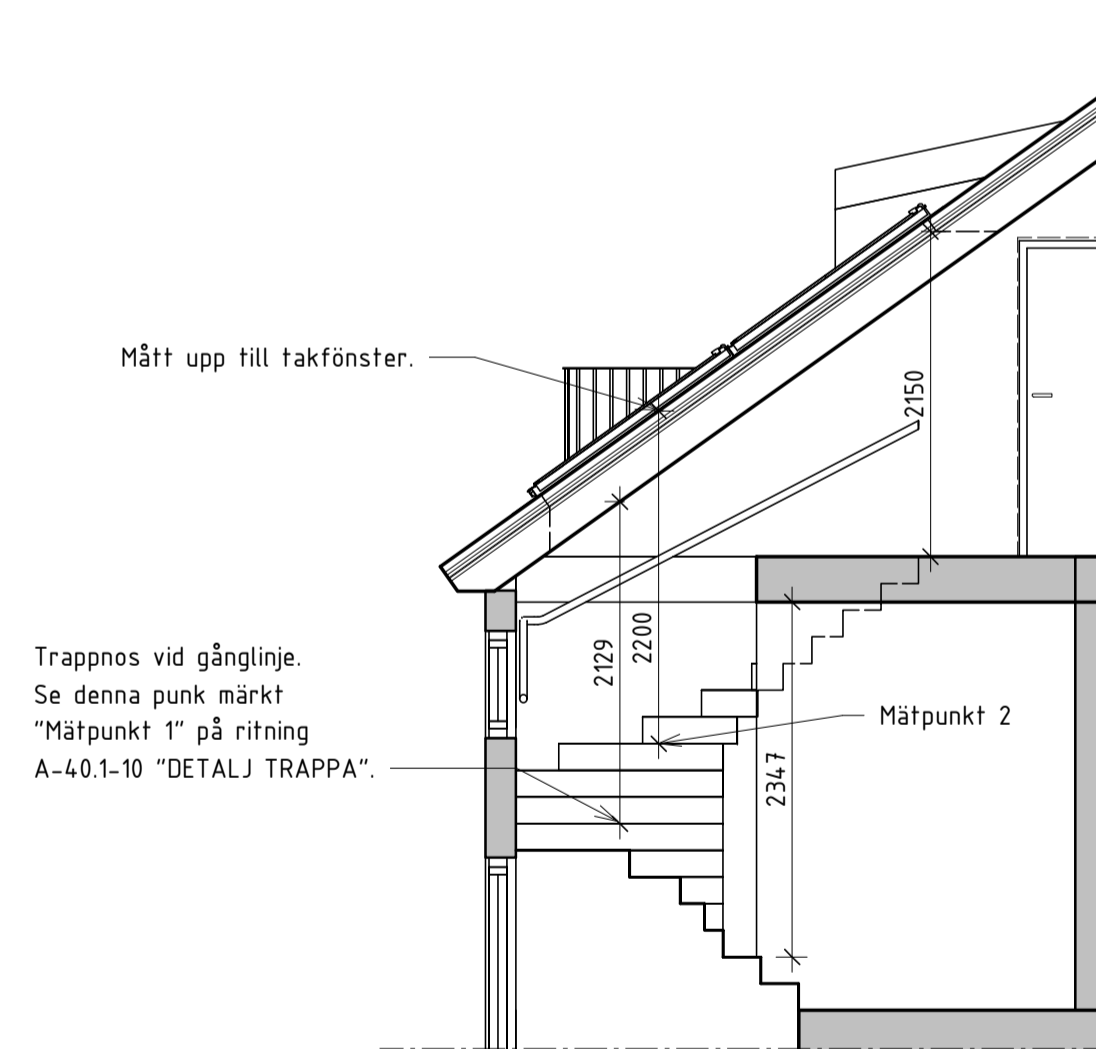 Mått upp till takfönster.
2150
2129
2200
Trappnos vid gånglinje.
Se denna punk märkt
"Mätpunkt 1" på ritning
A-40.1-10 "DETALJ TRAPPA".
Mätpunkt 2
2347